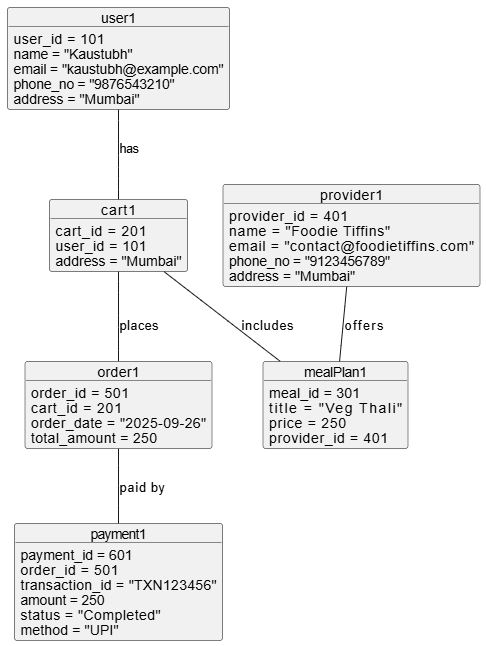 user1
user_id = 101
name = "Kaustubh"
email = "kaustubh@example.com"
phone_no = "9876543210"
address = "Mumbai"
has
cart1
cart_id = 201
user_id = 101
address = "Mumbai"
provider1
provider_id = 401
name = "Foodie Tiffins"
email = "contact@foodietiffins.com"
phone_no = "9123456789"
address = "Mumbai"
places
includes
offers
order1
order_id = 501
cart_id = 201
order_date = "2025-09-26"
total_amount = 250
mealPlan1
meal_id = 301
title = "Veg Thali"
price = 250
provider_id = 401
paid by
payment1
payment_id = 601
order_id = 501
transaction_id = "TXN123456"
amount = 250
status = "Completed"
method = "UPI"